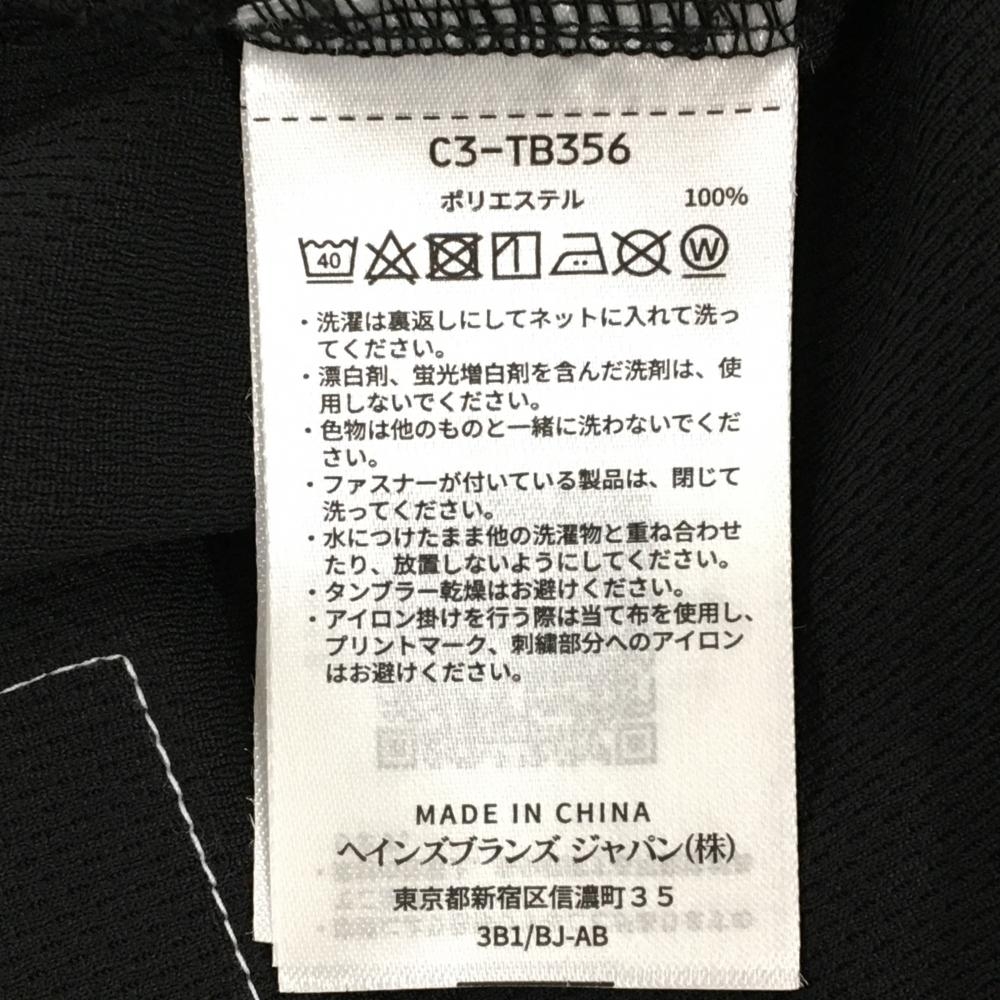 C3-TB356
ポリエステル 100%
40 W
・洗濯は裏返しにしてネットに入れて洗っ
てください。
・漂白剤、蛍光増白剤を含んだ洗剤は、使
用しないでください。
・色物は他のものと一緒に洗わないでくだ
さい。
・ファスナーが付いている製品は、閉じて
洗ってください。
・水につけたまま他の洗濯物と重ね合わせ
たり、放置しないようにしてください。
・タンブラー乾燥はお避けください。
・アイロン掛けを行う際は当て布を使用し、
プリントマーク、刺繍部分へのアイロン
はお避けください。
MADE IN CHINA
ヘインズブランズ ジャパン(株)
東京都新宿区信濃町35
3B1/BJ-AB